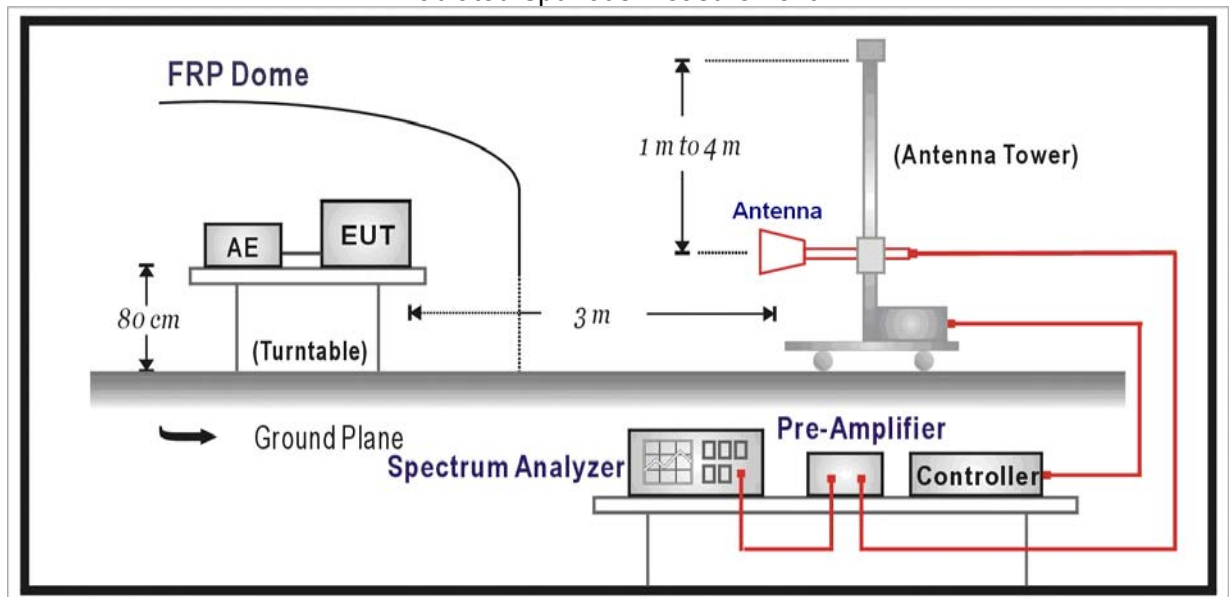 FRP Dome
1 m to 4 m
(Antenna Tower)
Antenna
AE
EUT
80 cm
3 m
(Turntable)
Ground Plane
Pre-Amplifier
Spectrum Analyzer
Controller